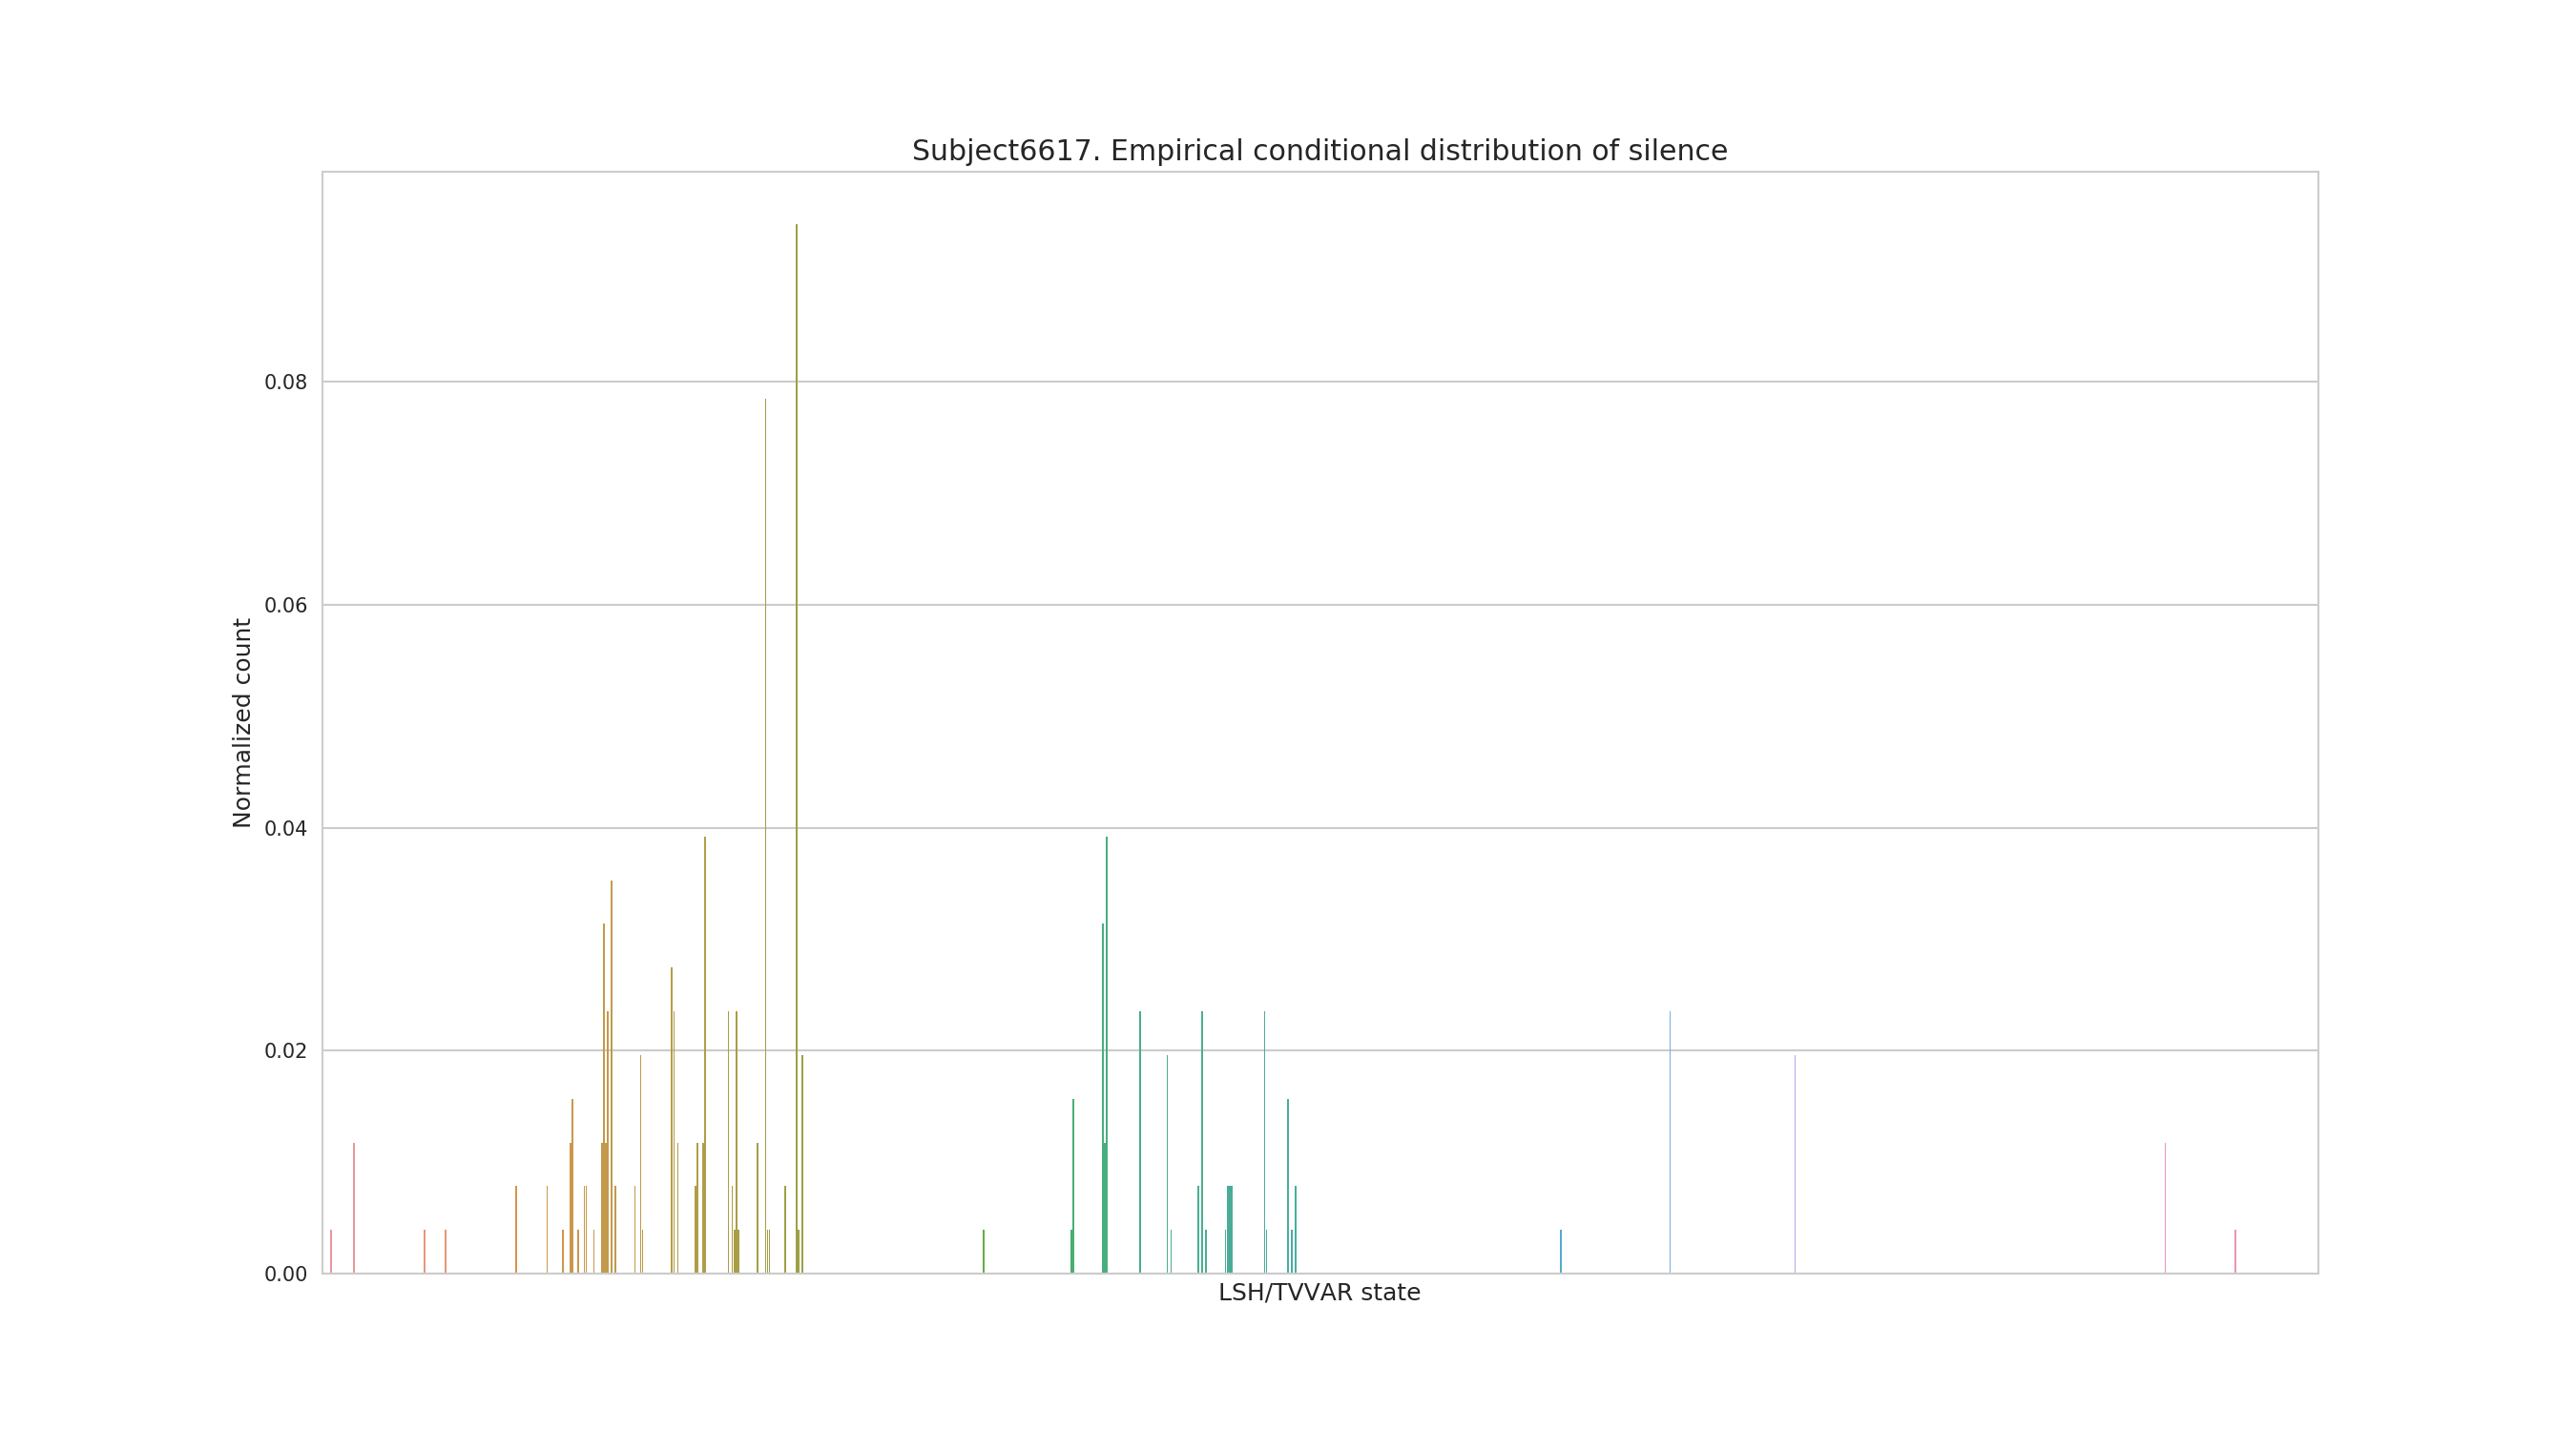 Subject6617. Empirical conditional distribution of silence
0.08
0.06
0.04
0.02
0.00
Normalized count
LSH/TVVAR state